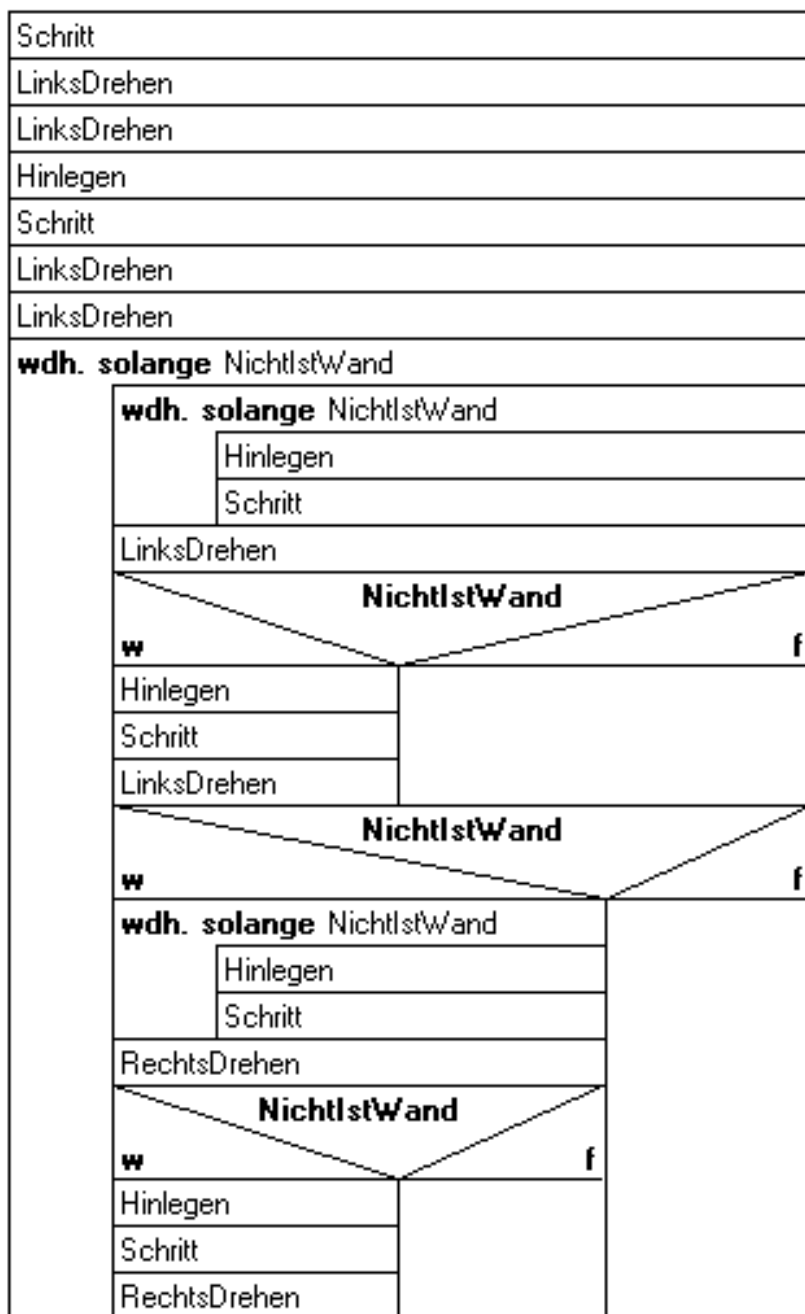 Schritt
LinksDrehen
LinksDrehen
Hinlegen
Schritt
LinksDrehen
LinksDrehen
wdh. solange NichtIstWand
wdh. solange NichtIstWand
Hinlegen
Schritt
LinksDrehen
NichtIstWand
w f
Hinlegen
Schritt
LinksDrehen
NichtIstWand
w f
wdh. solange NichtIstWand
Hinlegen
Schritt
RechtsDrehen
NichtIstWand
w f
Hinlegen
Schritt
RechtsDrehen